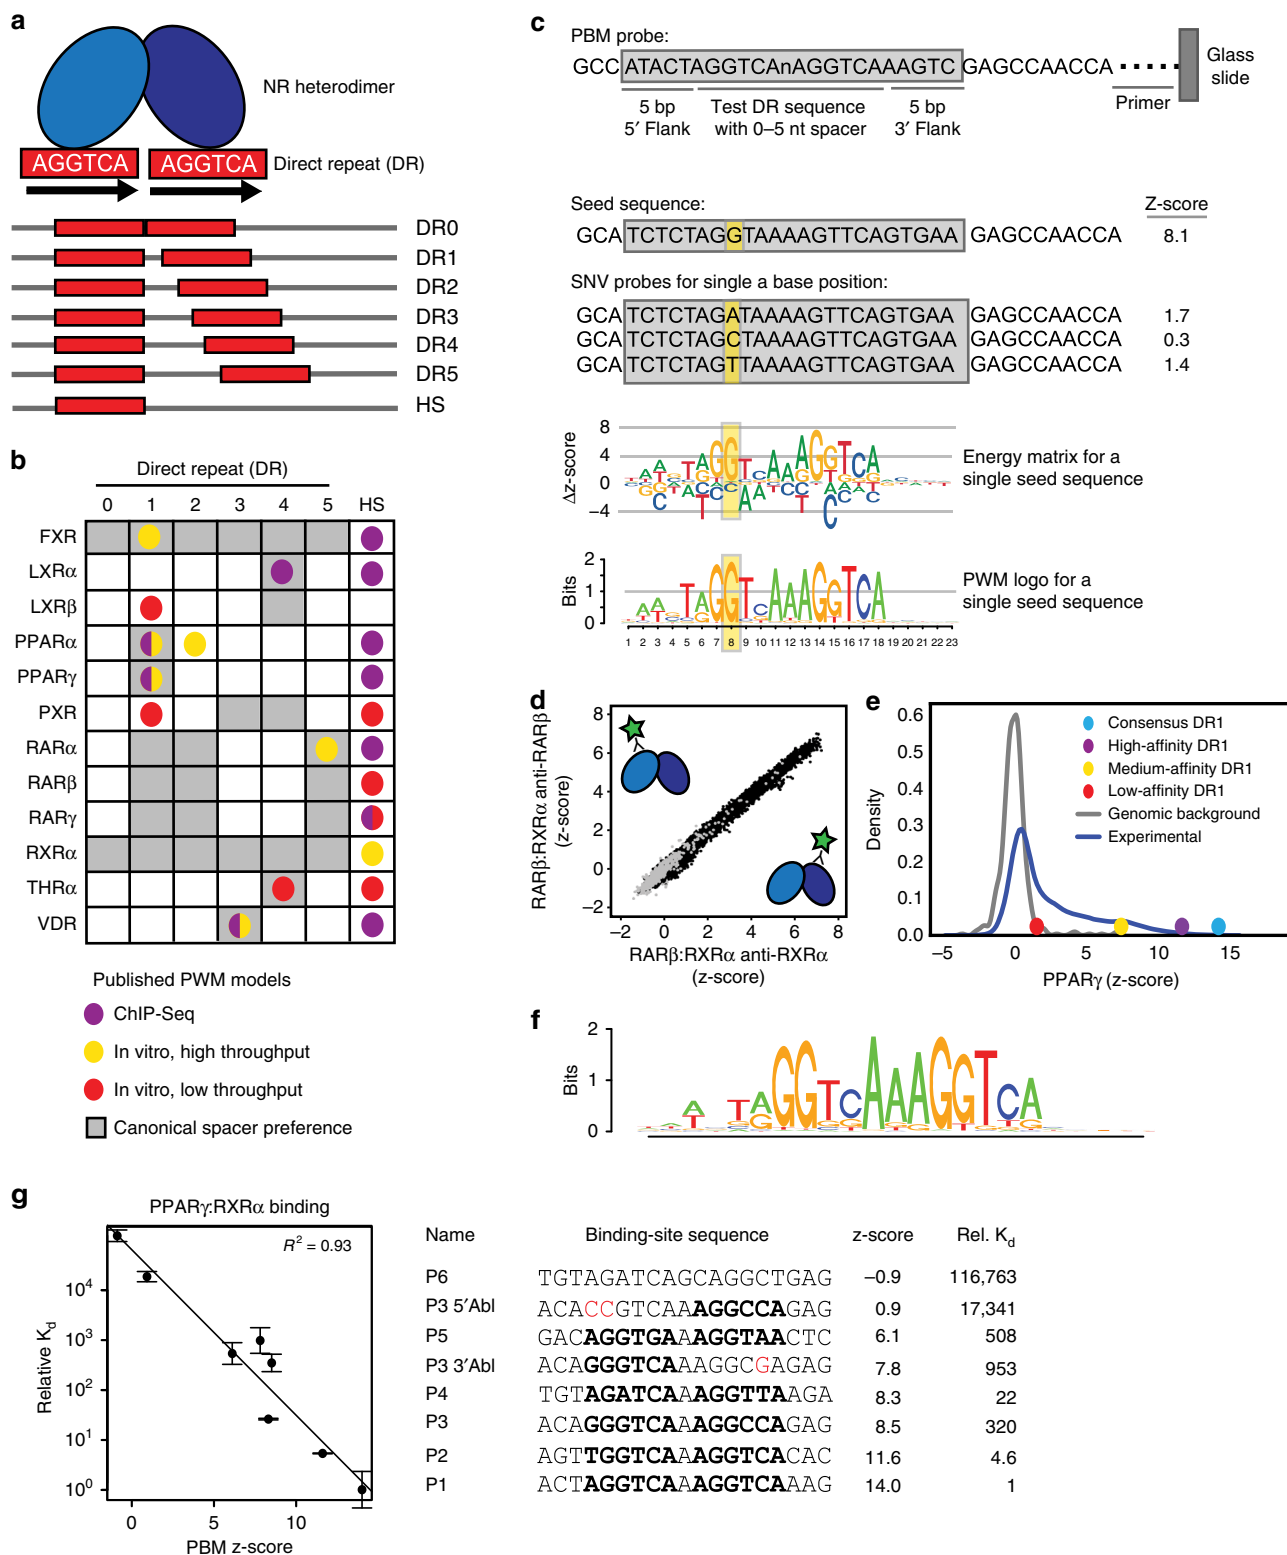 a
NR heterodimer
AGGTCA AGGTCA
Direct repeat (DR)
DR0
DR1
DR2
DR3
DR4
DR5
HS
b
Direct repeat (DR)
0 1 2 3 4 5 HS
FXR
LXRα
LXRβ
PPARα
PPARγ
PXR
RARα
RARβ
RARγ
RXRα
THRα
VDR
Published PWM models
ChIP-Seq
In vitro, high throughput
In vitro, low throughput
Canonical spacer preference
c
PBM probe:
GCC ATACTAGGTCAnAGGTCAAAGTC GAGCCAACCA
Glass
slide
Primer
5 bp
5′ Flank
Test DR sequence
with 0–5 nt spacer
5 bp
3′ Flank
Seed sequence:
Z-score
GCA TCTCTAGGTAAAAGTTCAGTGAA GAGCCAACCA 8.1
SNV probes for single a base position:
GCA TCTCTAGATAAAAGTTCAGTGAA GAGCCAACCA 1.7
GCA TCTCTAGCTAAAAGTTCAGTGAA GAGCCAACCA 0.3
GCA TCTCTAGTTAAAAGTTCAGTGAA GAGCCAACCA 1.4
Δz-score
8
4
0
−4
Energy matrix for a
single seed sequence
Bits
2
1
0
PWM logo for a
single seed sequence
1 2 3 4 5 6 7 8 9 10 11 12 13 14 15 16 17 18 19 20 21 22 23
d
RARβ:RXRα anti-RARβ
(z-score)
8
6
4
2
0
−2
−2 0 2 4 6 8
RARβ:RXRα anti-RXRα
(z-score)
e
Density
0.6
0.5
0.4
0.3
0.2
0.1
0.0
−5 0 5 10 15
PPARγ (z-score)
Consensus DR1
High-affinity DR1
Medium-affinity DR1
Low-affinity DR1
Genomic background
Experimental
f
Bits
2
1
0
g
PPARγ:RXRα binding
R² = 0.93
Relative Kd
10⁴
10³
10²
10¹
10⁰
0 5 10
PBM z-score
Name Binding-site sequence z-score Rel. Kd
P6 TGTAGATCAGCAGGCTGAG −0.9 116,763
P3 5′Abl ACACCGTCAAAGGCCAGAG 0.9 17,341
P5 GACAGGTGAAAGGTAACTC 6.1 508
P3 3′Abl ACAGGGTCAAAGGCGAGAG 7.8 953
P4 TGTAGATCAAAGGTTAAGA 8.3 22
P3 ACAGGGTCAAAGGCCAGAG 8.5 320
P2 AGTTGGTCAAAGGTCACAC 11.6 4.6
P1 ACTAGGTCAAAGGTCAAAG 14.0 1